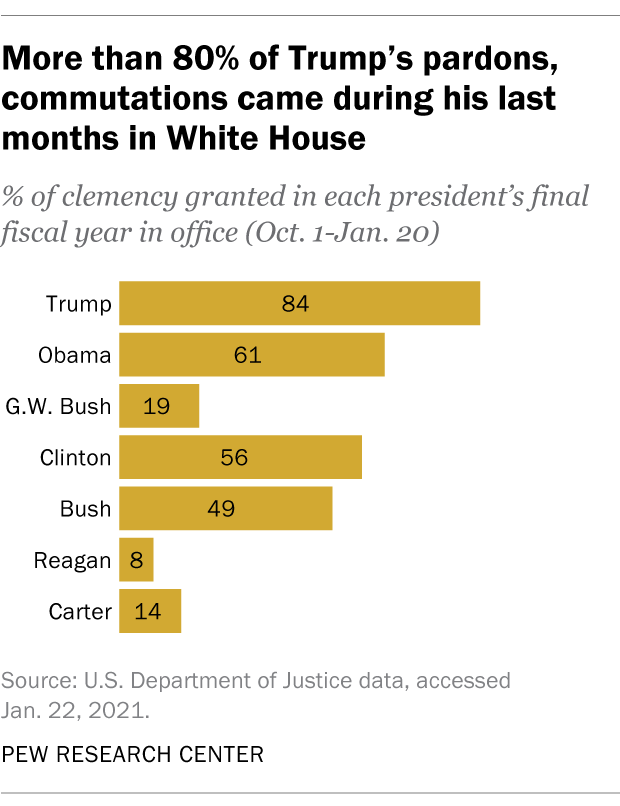 More than 80% of Trump’s pardons,
commutations came during his last
months in White House
% of clemency granted in each president’s final
fiscal year in office (Oct. 1-Jan. 20)
Trump 84
Obama 61
G.W. Bush 19
Clinton 56
Bush 49
Reagan 8
Carter 14
Source: U.S. Department of Justice data, accessed
Jan. 22, 2021.
PEW RESEARCH CENTER